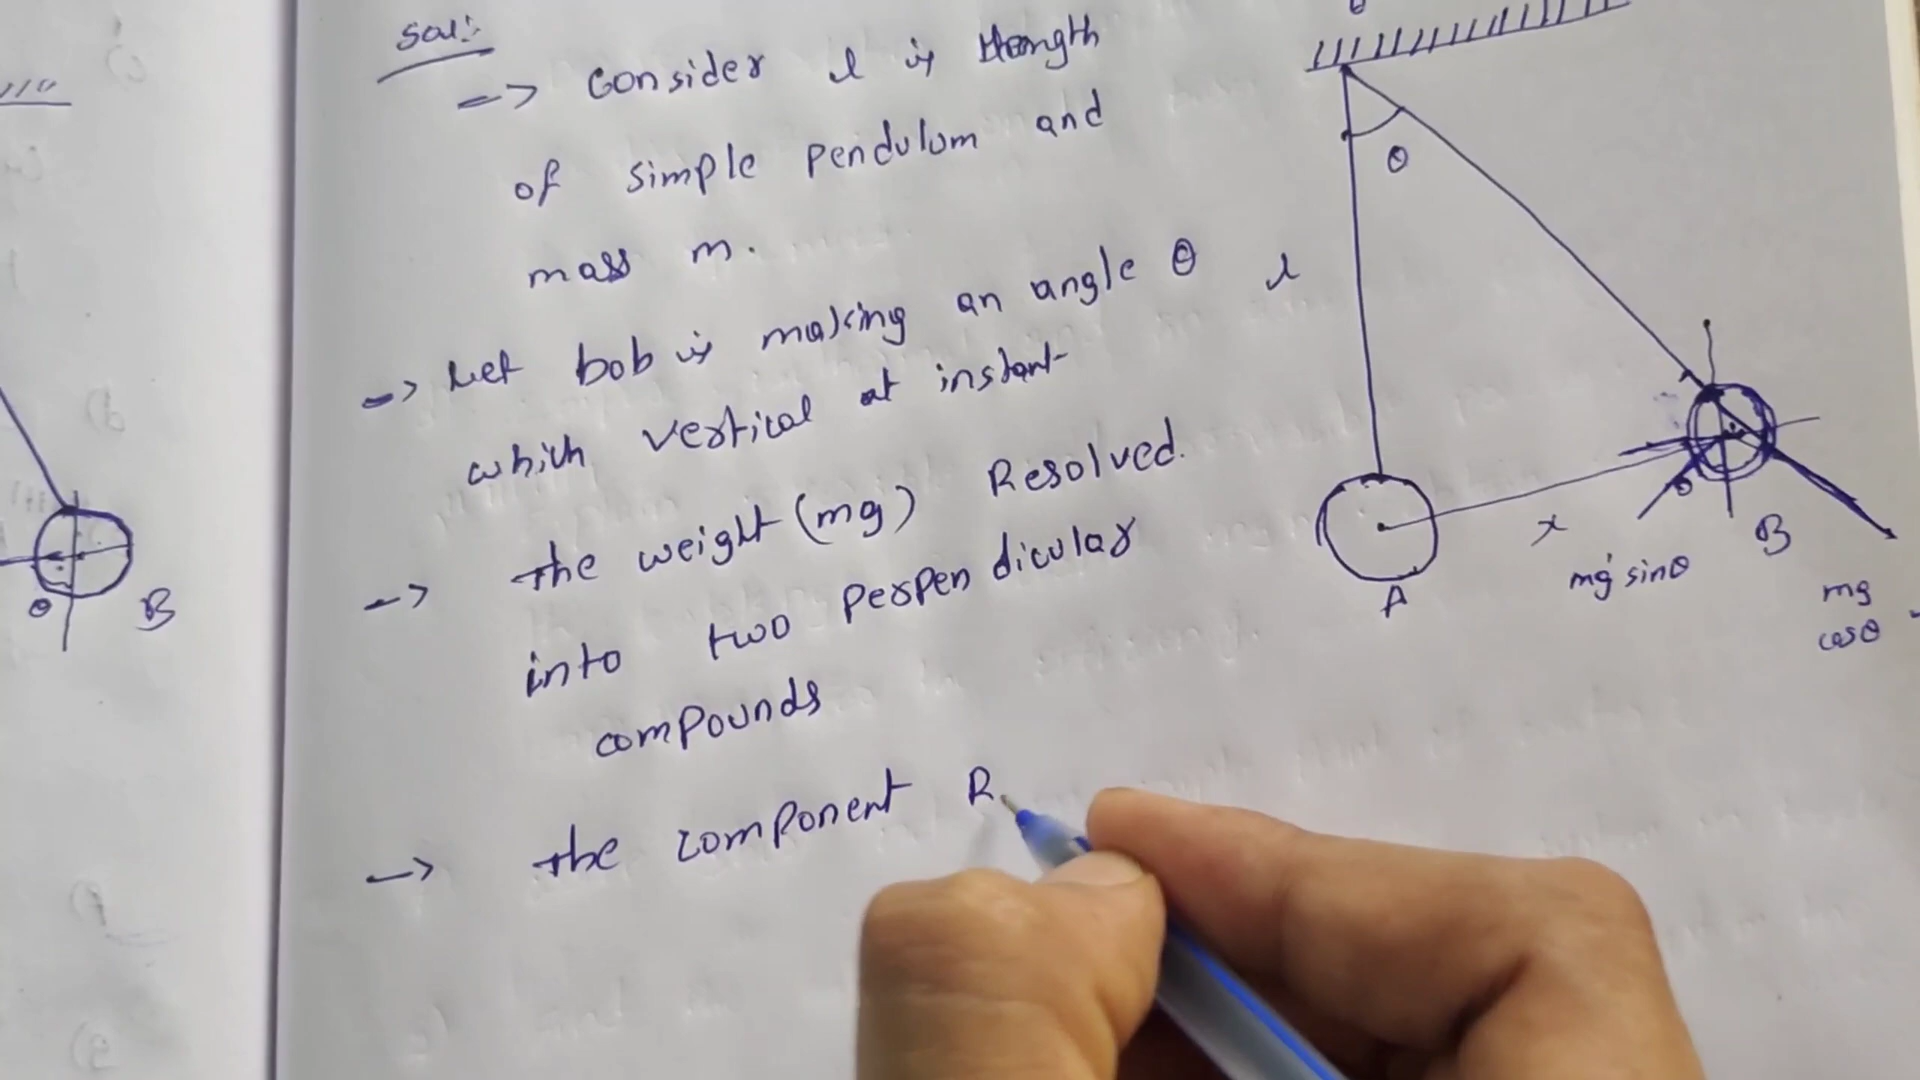 Sol:
-> Consider l is length
of simple pendulum and
mass m.
-> Let bob is making an angle θ
which vertical at instant
-> the weight (mg) Resolved.
into two perpendicular
compounds
-> the component R
θ
l
x
A
B
mg sinθ
mg
cosθ
θ
B
θ